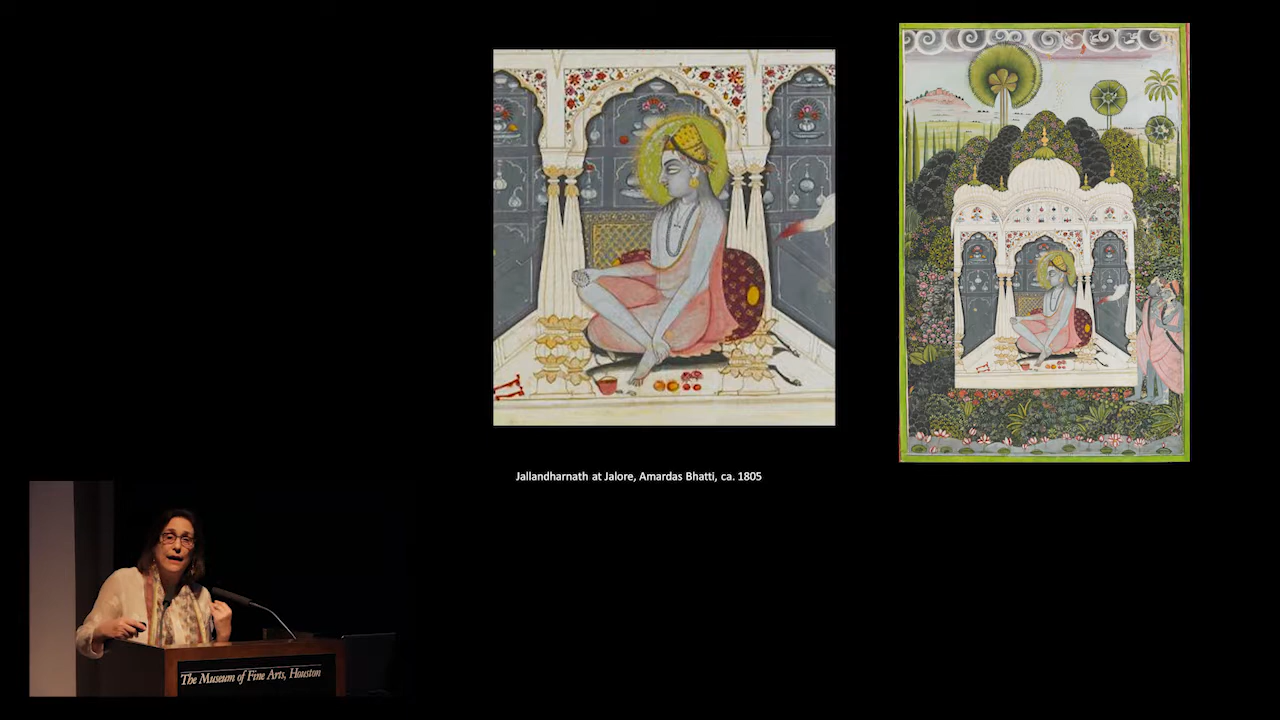 Jallandharnath at Jalore, Amardas Bhatti, ca. 1805
The Museum of Fine Arts, Houston